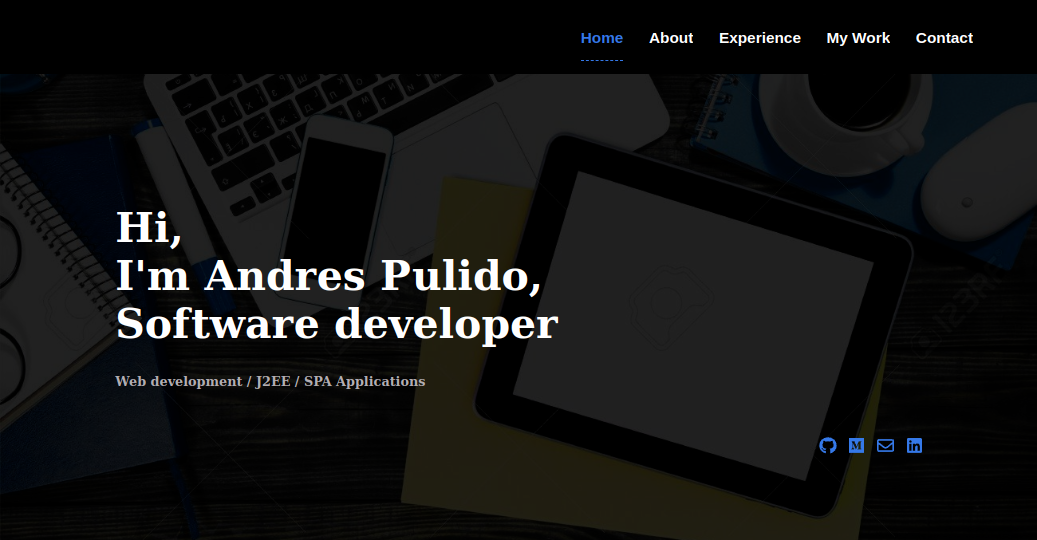 Home About Experience My Work Contact
Hi,
I'm Andres Pulido,
Software developer
Web development / J2EE / SPA Applications